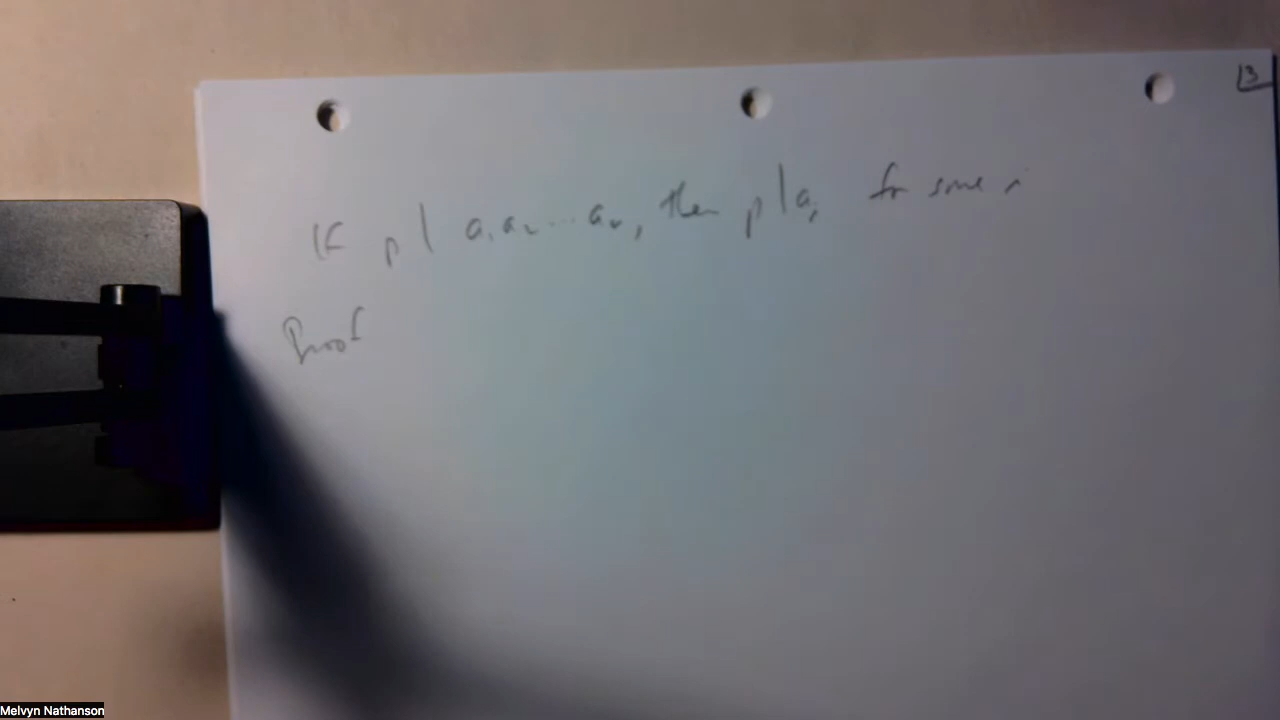 13
If p | a₁a₂...aᵣ, then p | aᵢ for some i
Proof
Melvyn Nathanson